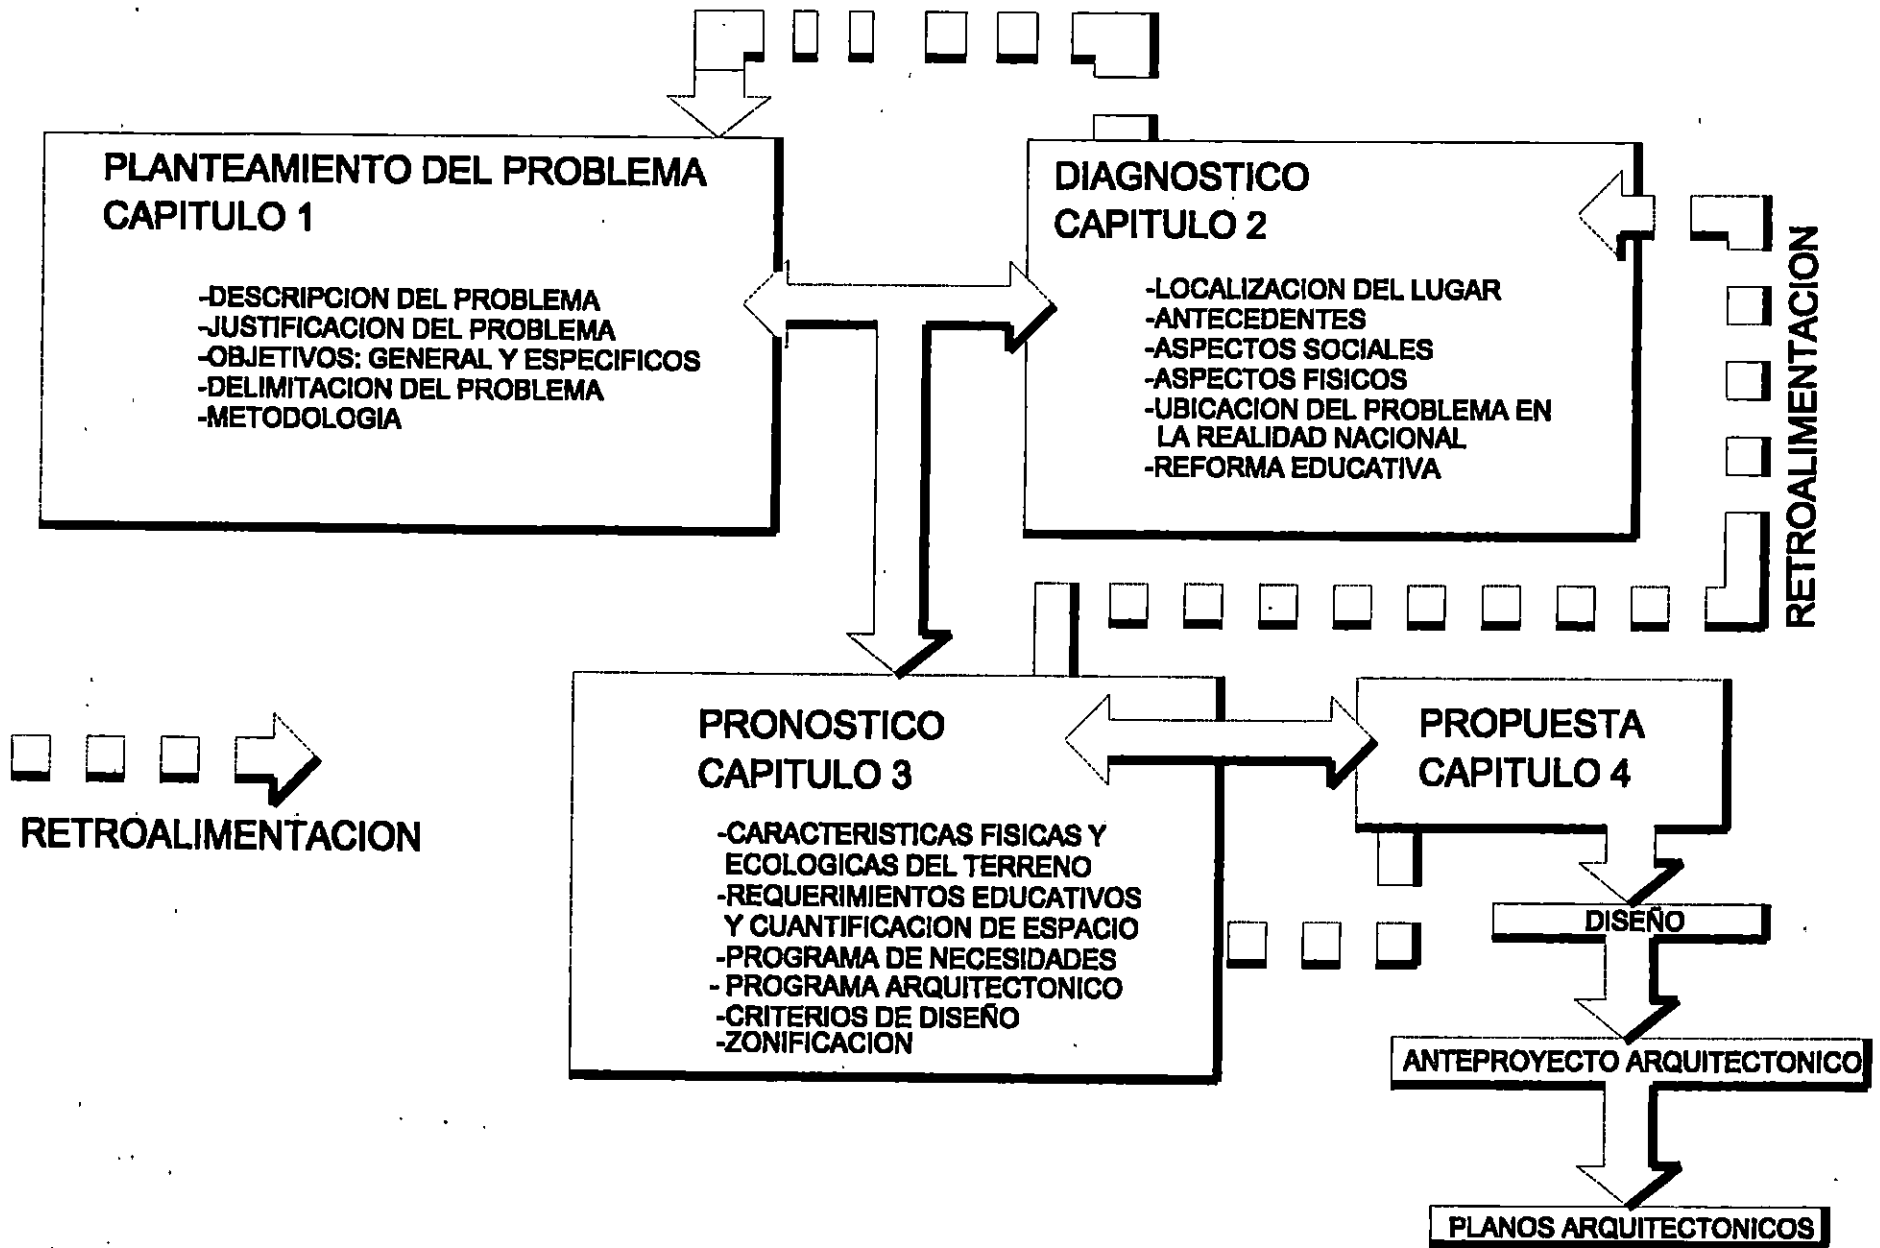 PLANTEAMIENTO DEL PROBLEMA
CAPITULO 1
-DESCRIPCION DEL PROBLEMA
-JUSTIFICACION DEL PROBLEMA
-OBJETIVOS: GENERAL Y ESPECIFICOS
-DELIMITACION DEL PROBLEMA
-METODOLOGIA
DIAGNOSTICO
CAPITULO 2
-LOCALIZACION DEL LUGAR
-ANTECEDENTES
-ASPECTOS SOCIALES
-ASPECTOS FISICOS
-UBICACION DEL PROBLEMA EN
LA REALIDAD NACIONAL
-REFORMA EDUCATIVA
RETROALIMENTACION
RETROALIMENTACION
PRONOSTICO
CAPITULO 3
-CARACTERISTICAS FISICAS Y
ECOLOGICAS DEL TERRENO
-REQUERIMIENTOS EDUCATIVOS
Y CUANTIFICACION DE ESPACIO
-PROGRAMA DE NECESIDADES
- PROGRAMA ARQUITECTONICO
-CRITERIOS DE DISEÑO
-ZONIFICACION
PROPUESTA
CAPITULO 4
DISEÑO
ANTEPROYECTO ARQUITECTONICO
PLANOS ARQUITECTONICOS